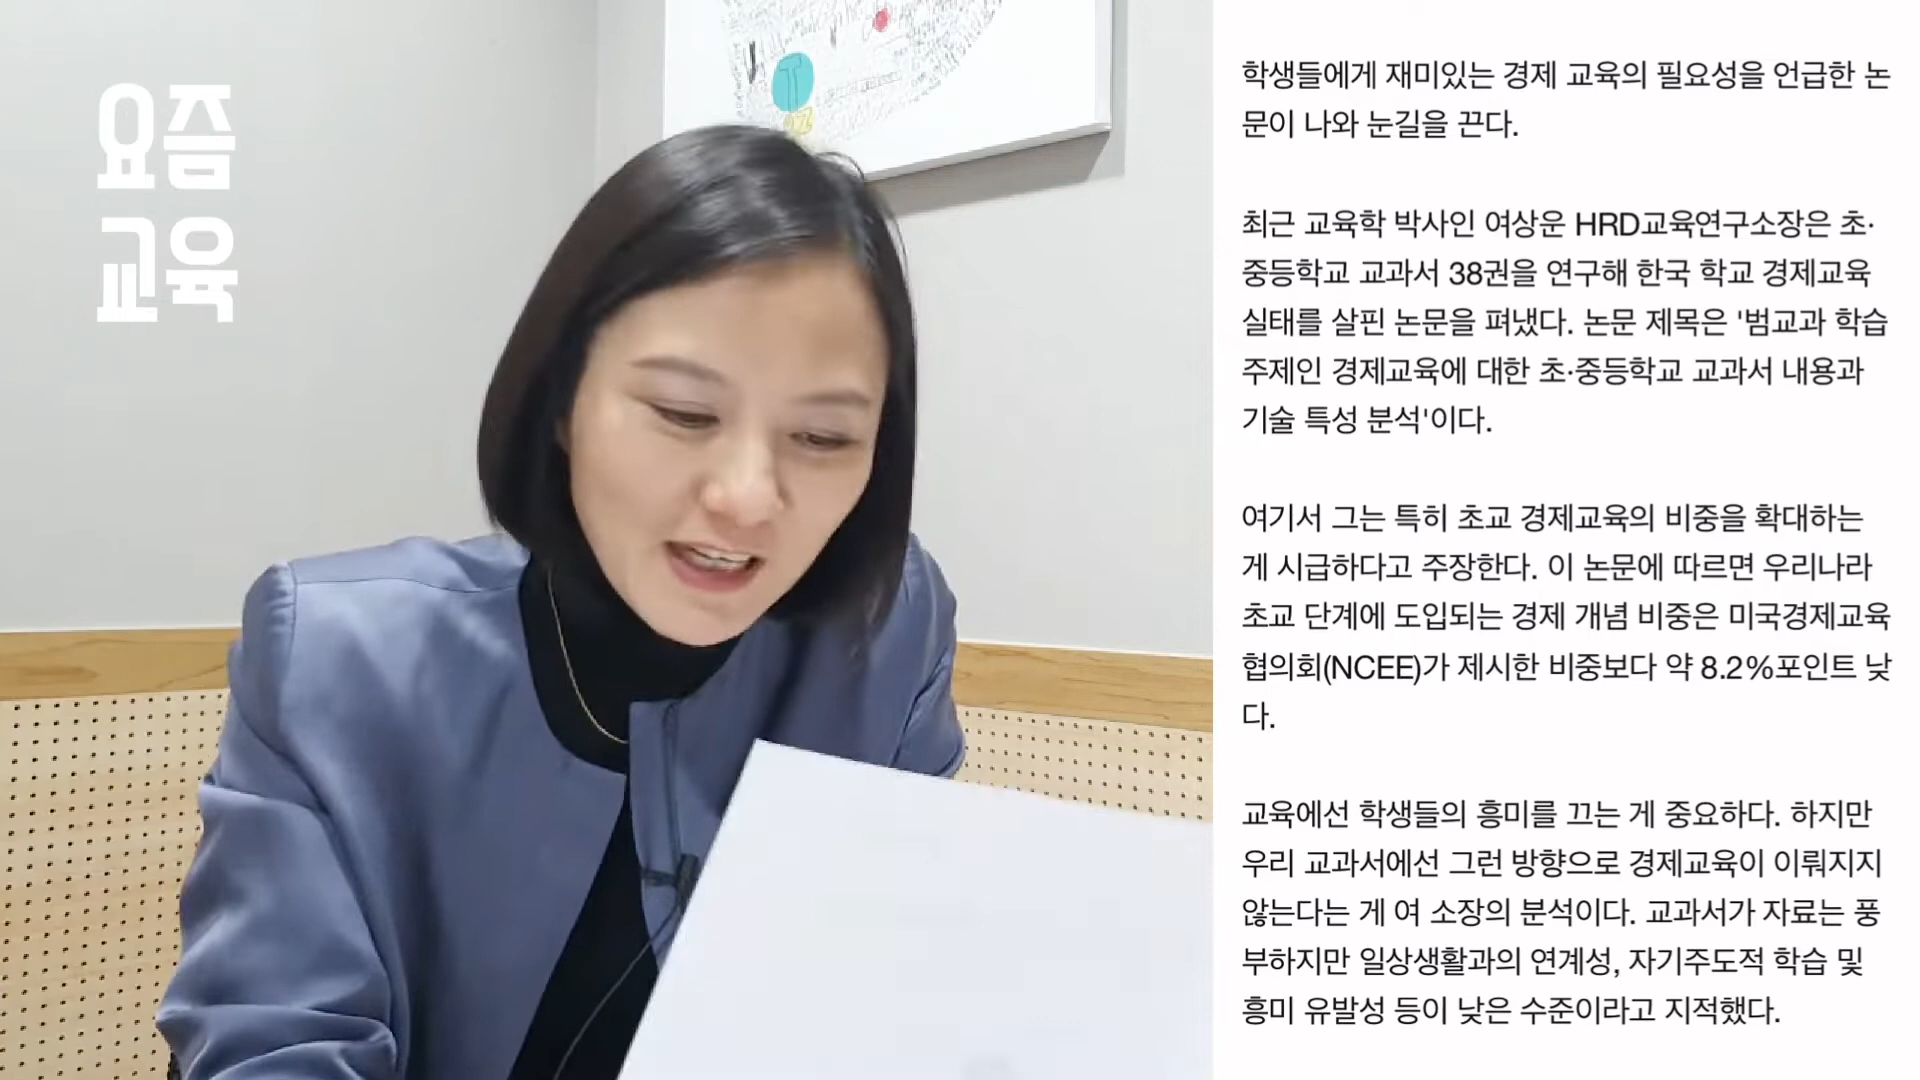 요즘
교육
학생들에게 재미있는 경제 교육의 필요성을 언급한 논
문이 나와 눈길을 끈다.
최근 교육학 박사인 여상운 HRD교육연구소장은 초·
중등학교 교과서 38권을 연구해 한국 학교 경제교육
실태를 살핀 논문을 펴냈다. 논문 제목은 '범교과 학습
주제인 경제교육에 대한 초·중등학교 교과서 내용과
기술 특성 분석'이다.
여기서 그는 특히 초교 경제교육의 비중을 확대하는
게 시급하다고 주장한다. 이 논문에 따르면 우리나라
초교 단계에 도입되는 경제 개념 비중은 미국경제교육
협의회(NCEE)가 제시한 비중보다 약 8.2%포인트 낮
다.
교육에선 학생들의 흥미를 끄는 게 중요하다. 하지만
우리 교과서에선 그런 방향으로 경제교육이 이뤄지지
않는다는 게 여 소장의 분석이다. 교과서가 자료는 풍
부하지만 일상생활과의 연계성, 자기주도적 학습 및
흥미 유발성 등이 낮은 수준이라고 지적했다.